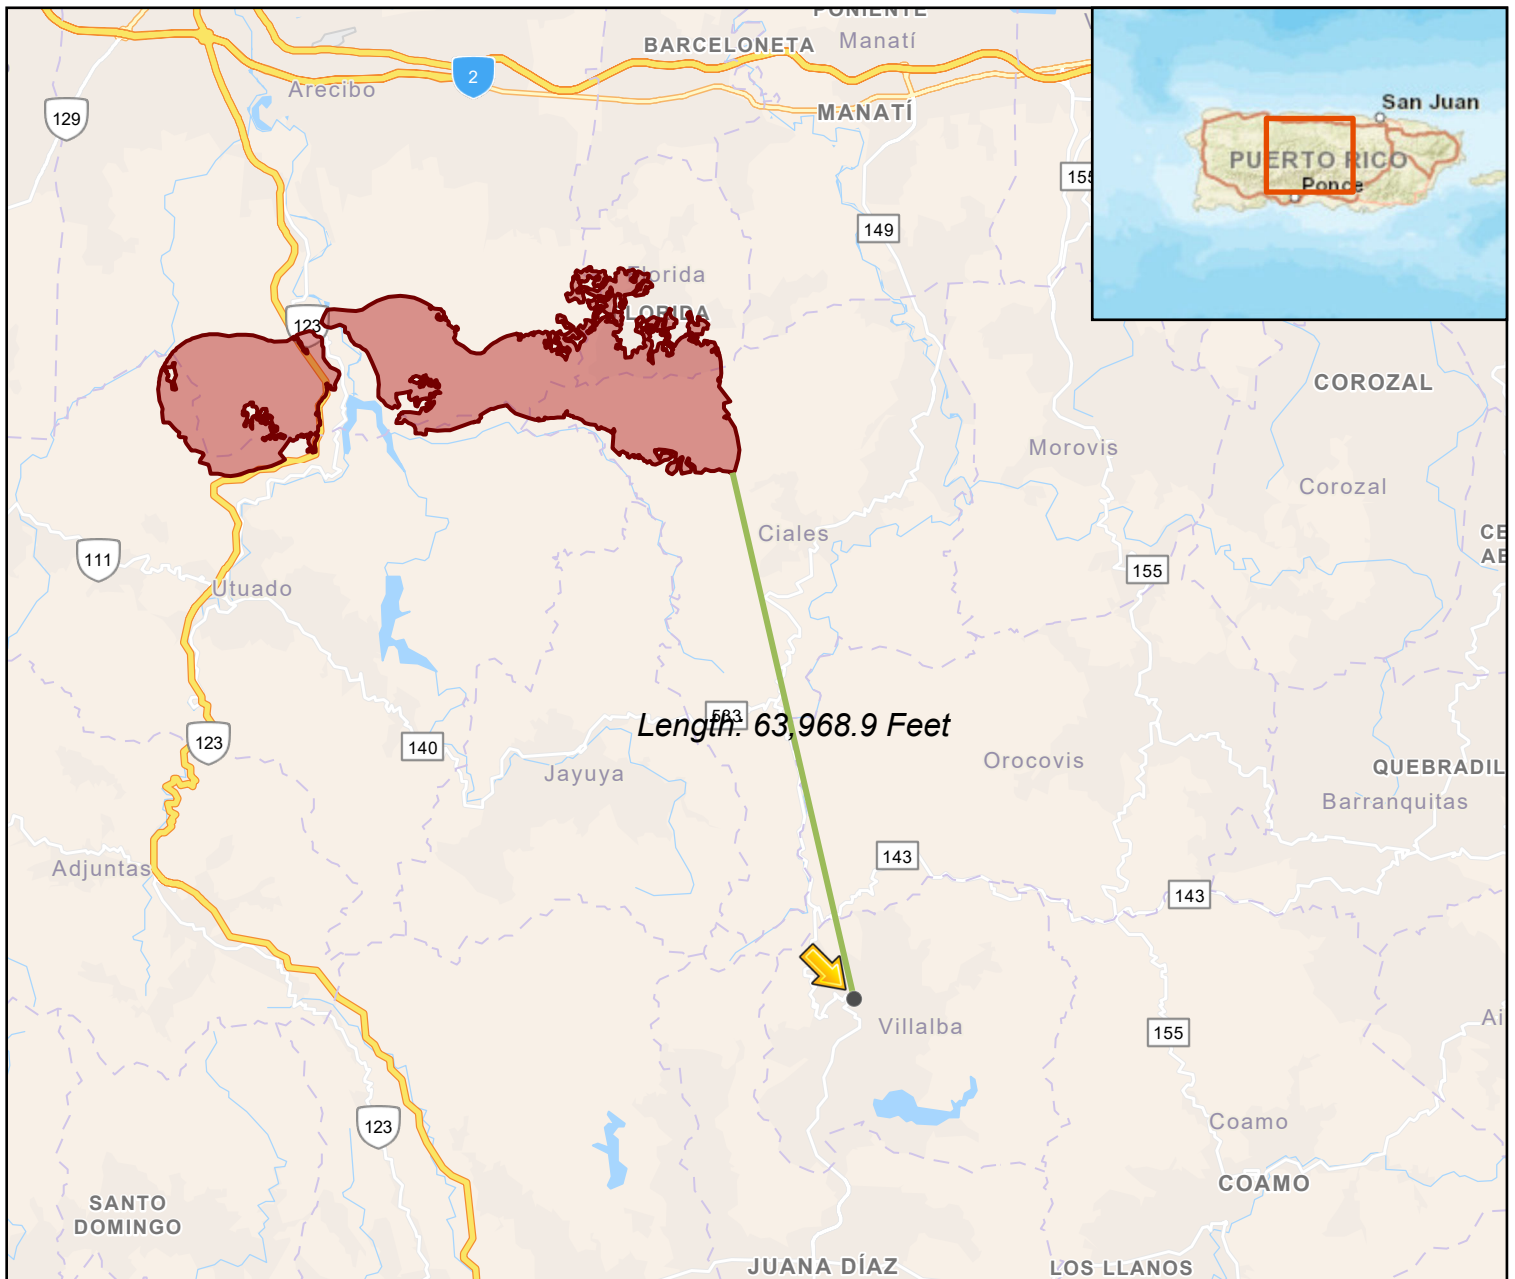 PONIENTE
BARCELONETA
Manatí
2
Arecibo
129
MANATÍ
San Juan
PUERTO RICO
Ponce
155
149
Florida
123
COROZAL
Morovis
Corozal
Ciales
111
155
Utuado
533
Length: 63,968.9 Feet
123
140
Jayuya
Orocovis
QUEBRADIL
Barranquitas
143
Adjuntas
143
Villalba
155
Ai
123
Coamo
COAMO
SANTO
DOMINGO
JUANA DÍAZ
LOS LLANOS